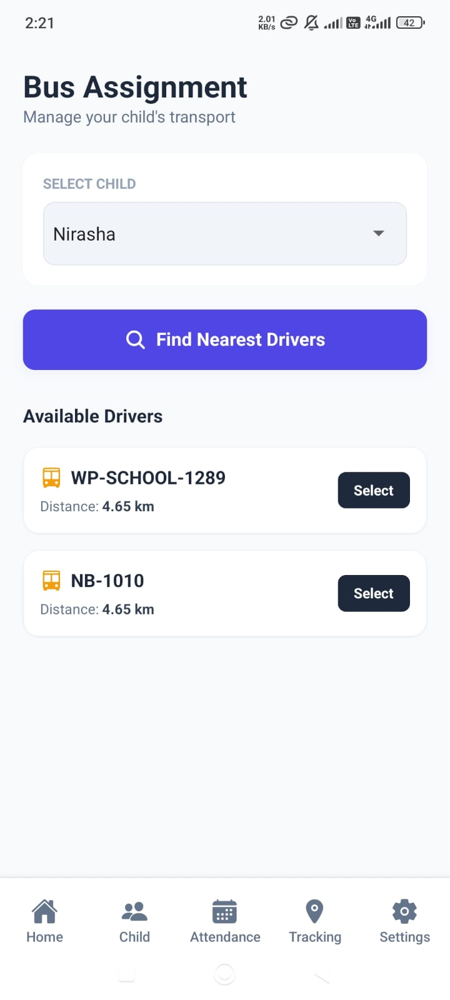 2:21
2.01
KB/s
Vo
LTE
4G
42
Bus Assignment
Manage your child's transport
SELECT CHILD
Nirasha
Find Nearest Drivers
Available Drivers
WP-SCHOOL-1289
Distance: 4.65 km
Select
NB-1010
Distance: 4.65 km
Select
Home
Child
Attendance
Tracking
Settings